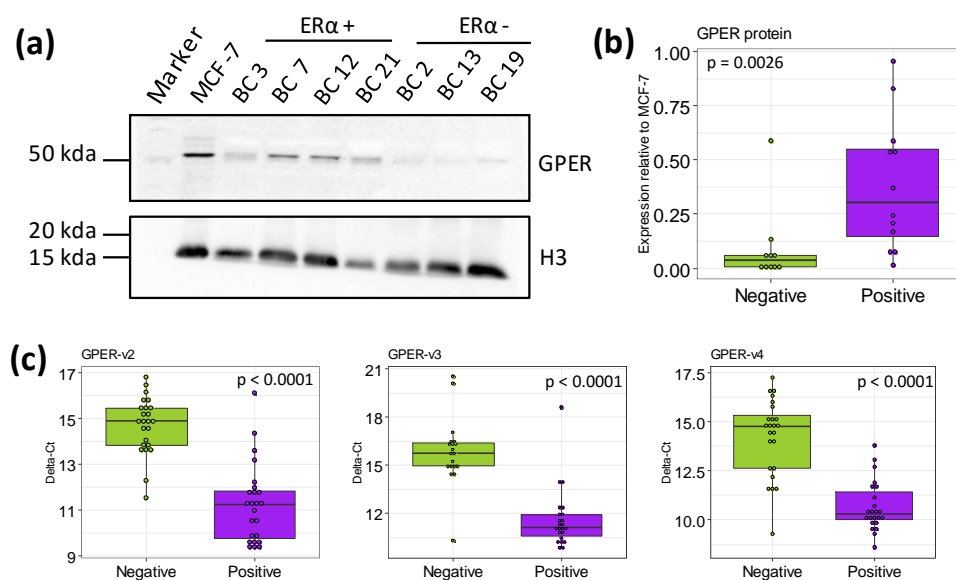 (a)
ERα + ERα -
Marker MCF-7 BC 3 BC 7 BC 12 BC 21 BC 2 BC 13 BC 19
50 kda
GPER
20 kda
15 kda
H3
(b)
GPER protein
p = 0.0026
Expression relative to MCF-7
1.00
0.75
0.50
0.25
0.00
Negative Positive
(c)
GPER-v2
p < 0.0001
Delta-Ct
17
15
13
11
9
Negative Positive
GPER-v3
p < 0.0001
Delta-Ct
21
18
15
12
Negative Positive
GPER-v4
p < 0.0001
Delta-Ct
17.5
15.0
12.5
10.0
Negative Positive